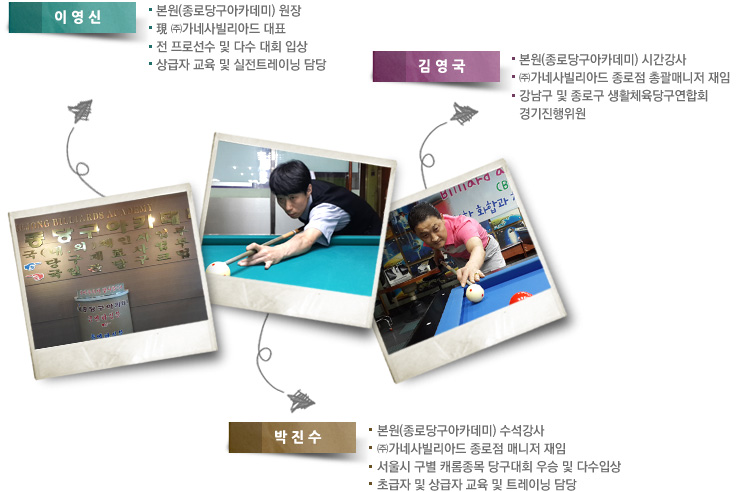 이영신
본원(종로당구아카데미) 원장
現 ㈜가네사빌리아드 대표
전 프로선수 및 다수 대회 입상
상급자 교육 및 실전트레이닝 담당
김영국
본원(종로당구아카데미) 시간강사
㈜가네사빌리아드 종로점 총괄매니저 재임
강남구 및 종로구 생활체육당구연합회
경기진행위원
박진수
본원(종로당구아카데미) 수석강사
㈜가네사빌리아드 종로점 매니저 재임
서울시 구별 캐롬종목 당구대회 우승 및 다수입상
초급자 및 상급자 교육 및 트레이닝 담당